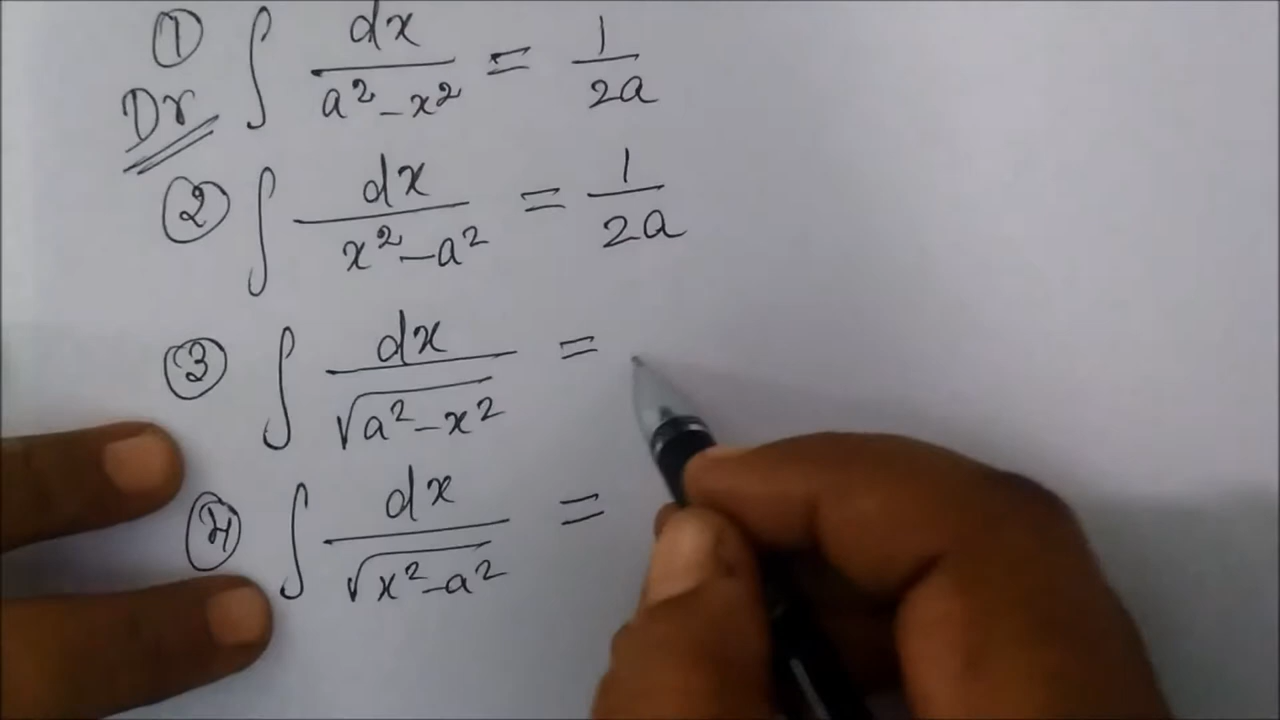 ① ∫ dx / (a² - x²) = 1 / 2a
Dr
② ∫ dx / (x² - a²) = 1 / 2a
③ ∫ dx / √(a² - x²) =
④ ∫ dx / √(x² - a²) =